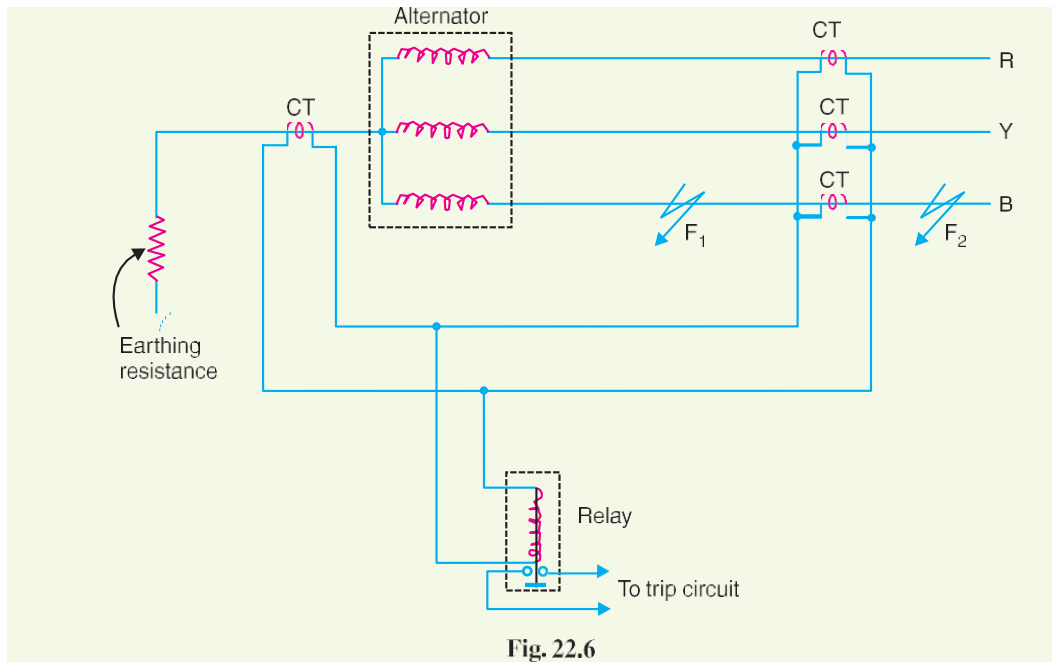 Alternator
CT
R
CT
CT
Y
CT
B
F1
F2
Earthing
resistance
Relay
To trip circuit
Fig. 22.6